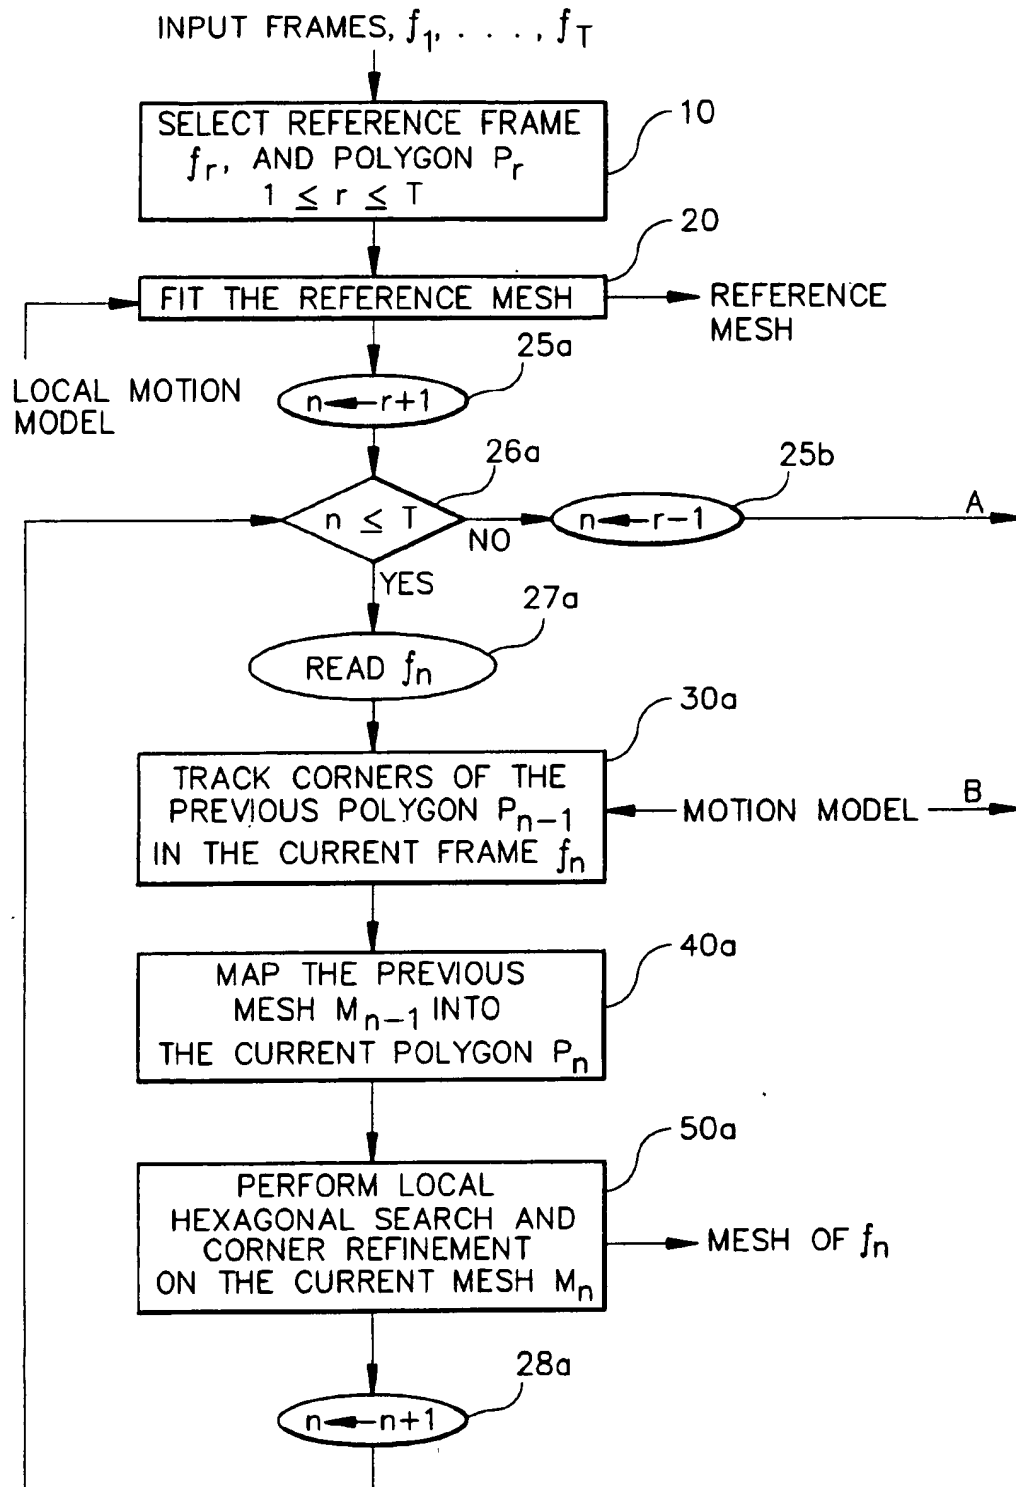 INPUT FRAMES, f1, . . . , fT
SELECT REFERENCE FRAME
fr, AND POLYGON Pr
1 ≤ r ≤ T
10
20
FIT THE REFERENCE MESH
REFERENCE
MESH
25a
LOCAL MOTION
MODEL
n←r+1
26a
25b
n ≤ T
NO
n←r-1
A
YES
27a
READ fn
30a
TRACK CORNERS OF THE
PREVIOUS POLYGON Pn-1
IN THE CURRENT FRAME fn
MOTION MODEL
B
40a
MAP THE PREVIOUS
MESH Mn-1 INTO
THE CURRENT POLYGON Pn
50a
PERFORM LOCAL
HEXAGONAL SEARCH AND
CORNER REFINEMENT
ON THE CURRENT MESH Mn
MESH OF fn
28a
n←n+1